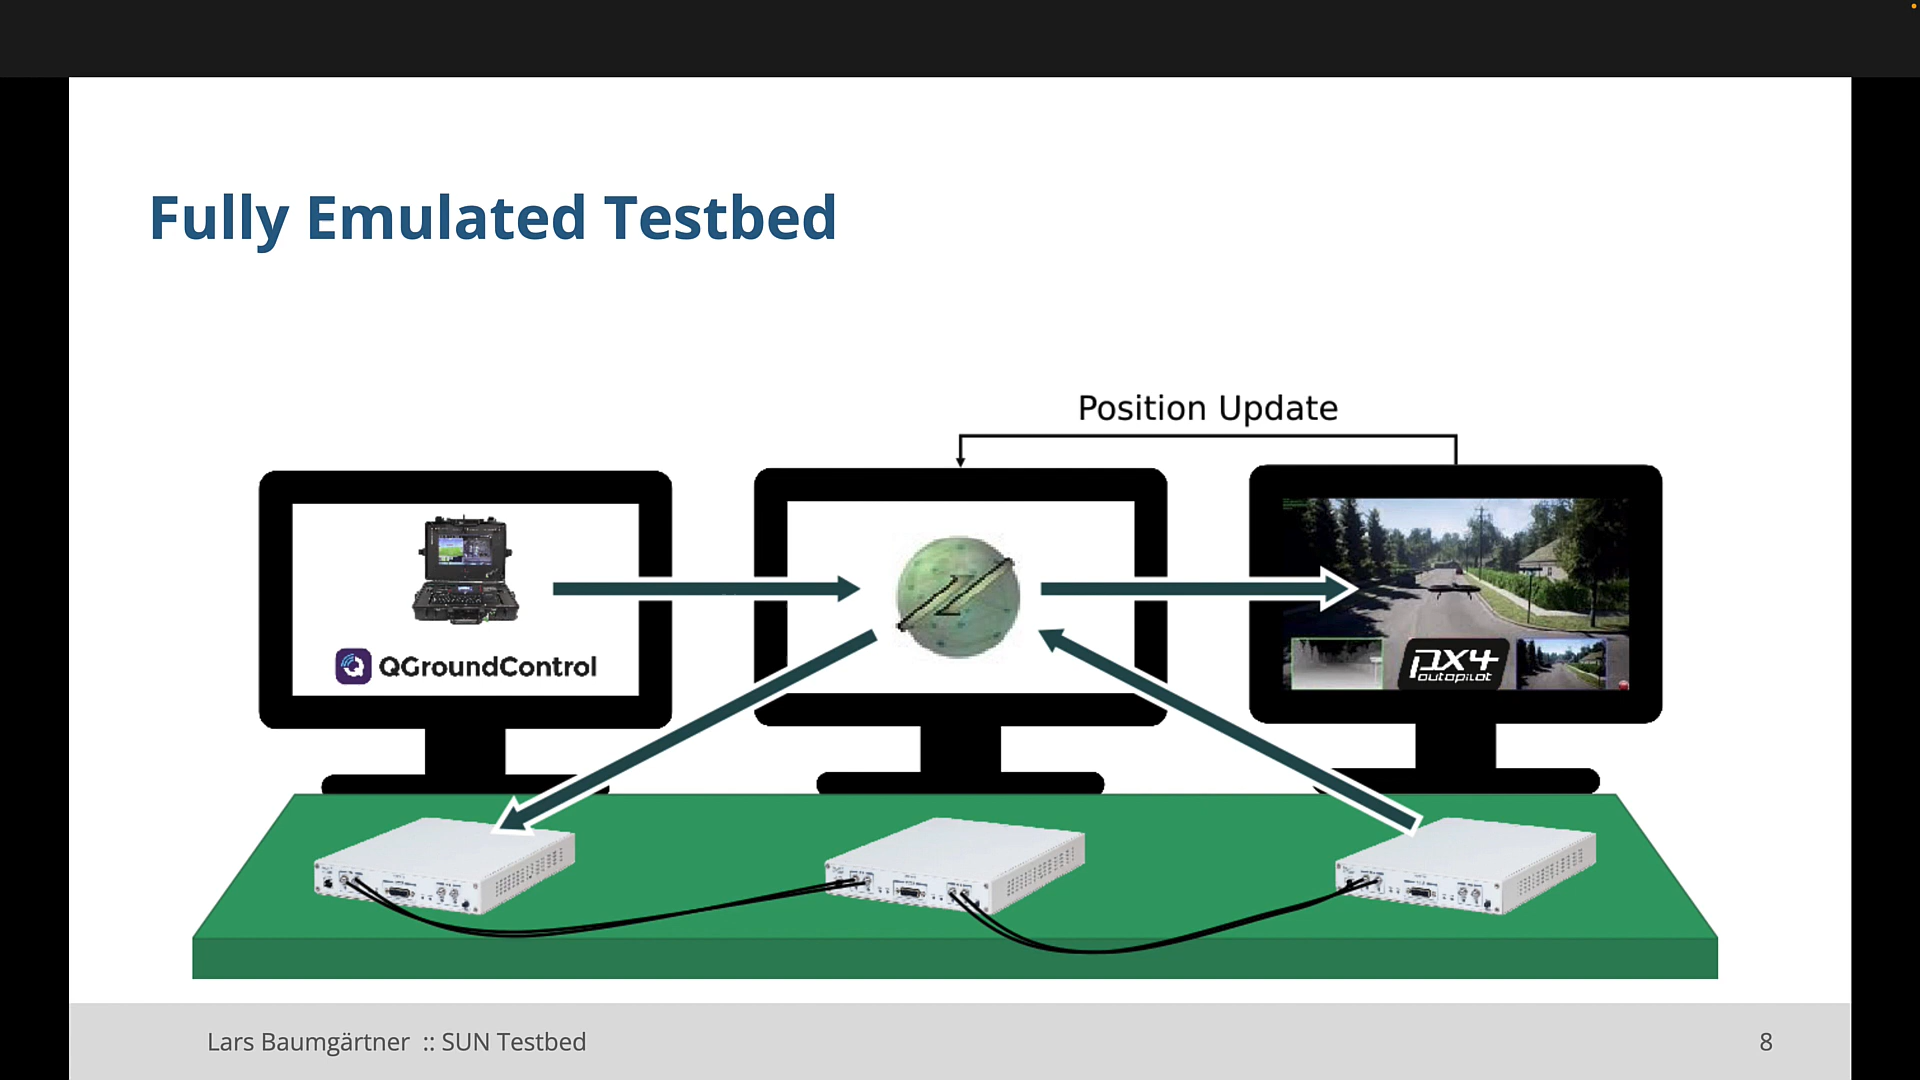 Fully Emulated Testbed
Position Update
QGroundControl
Z
px4
autopilot
Lars Baumgärtner :: SUN Testbed
8